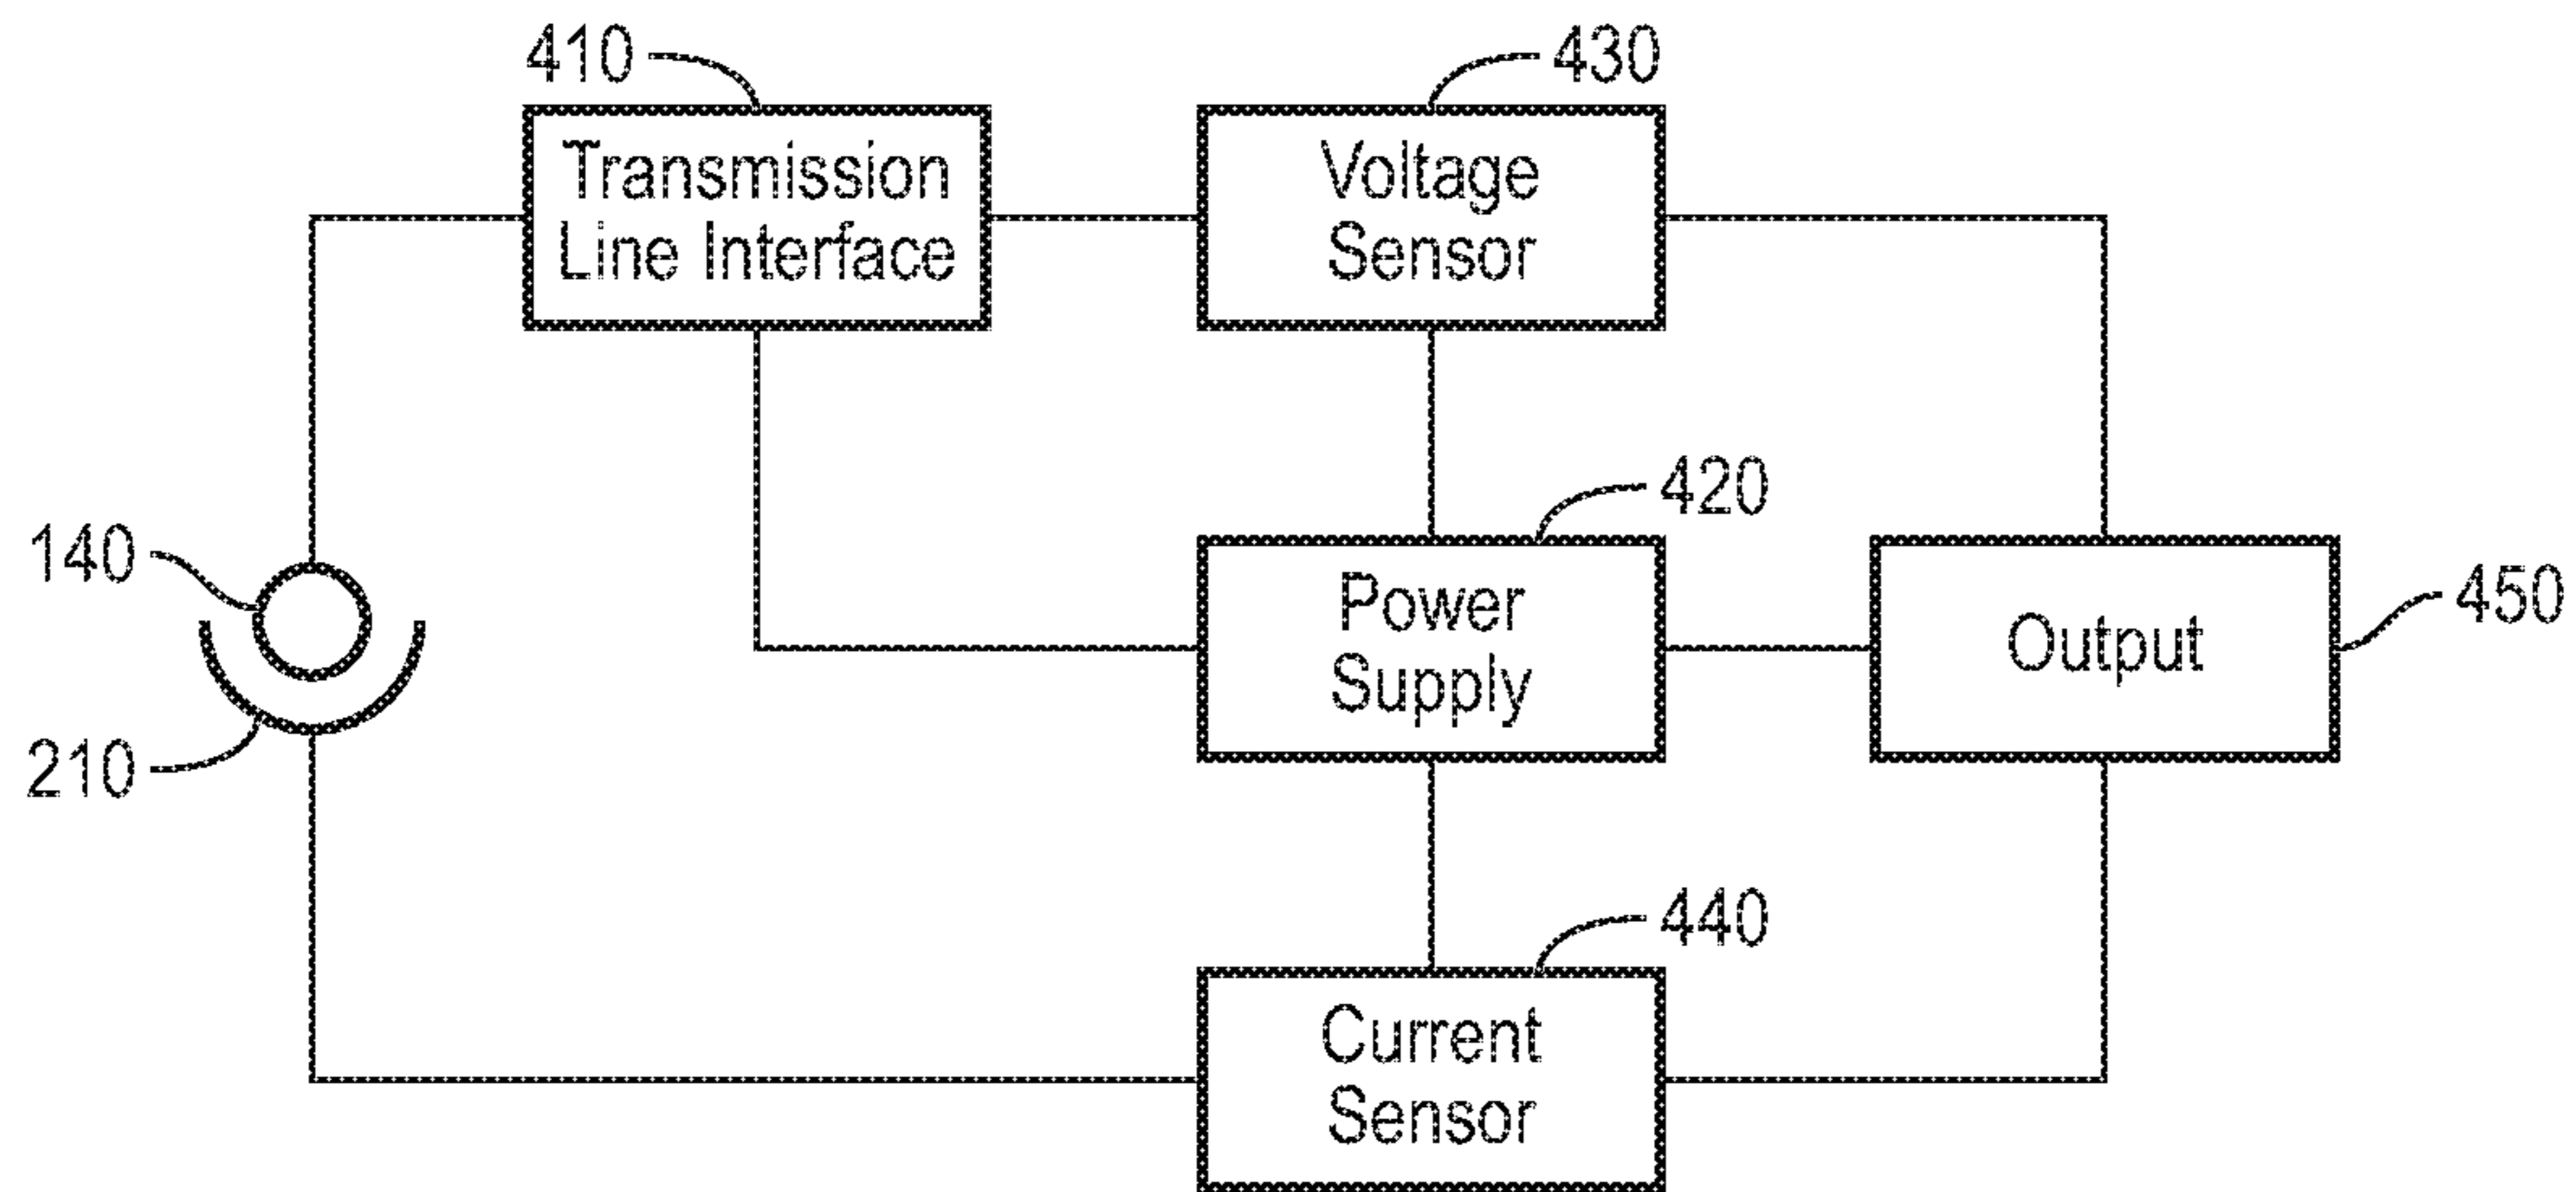 410
430
Transmission
Line Interface
Voltage
Sensor
420
140
Power
Supply
Output
450
210
440
Current
Sensor